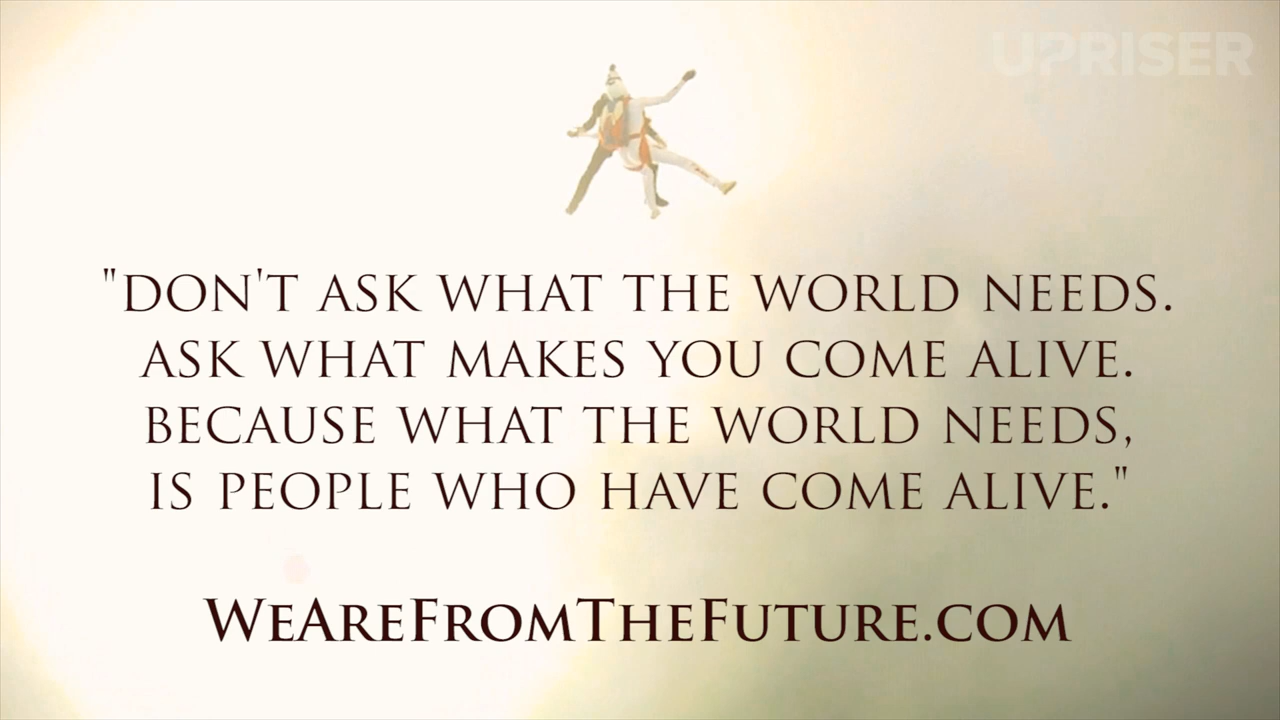 UPRISER
"DON'T ASK WHAT THE WORLD NEEDS.
ASK WHAT MAKES YOU COME ALIVE.
BECAUSE WHAT THE WORLD NEEDS,
IS PEOPLE WHO HAVE COME ALIVE."
WEAREFROMTHEFUTURE.COM